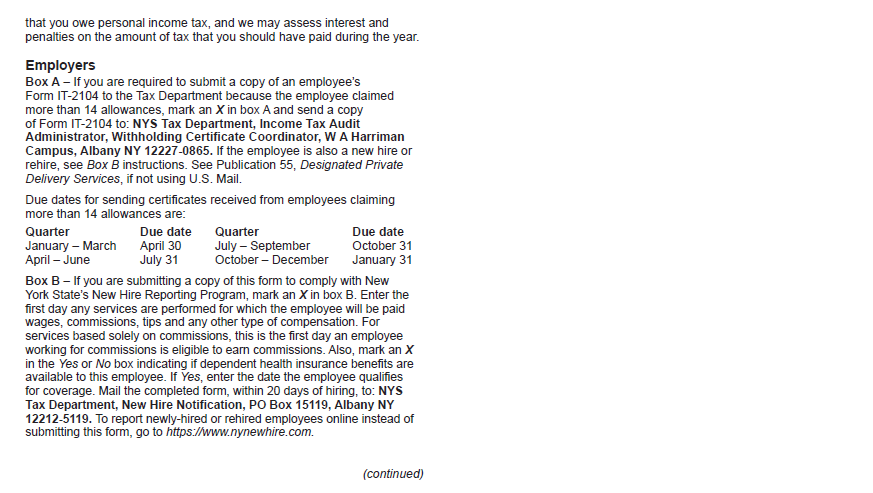 that you owe personal income tax, and we may assess interest and
penalties on the amount of tax that you should have paid during the year.
Employers
Box A – If you are required to submit a copy of an employee's
Form IT-2104 to the Tax Department because the employee claimed
more than 14 allowances, mark an X in box A and send a copy
of Form IT-2104 to: NYS Tax Department, Income Tax Audit
Administrator, Withholding Certificate Coordinator, W A Harriman
Campus, Albany NY 12227-0865. If the employee is also a new hire or
rehire, see Box B instructions. See Publication 55, Designated Private
Delivery Services, if not using U.S. Mail.
Due dates for sending certificates received from employees claiming
more than 14 allowances are:
Quarter Due date Quarter Due date
January – March April 30 July – September October 31
April – June July 31 October – December January 31
Box B – If you are submitting a copy of this form to comply with New
York State's New Hire Reporting Program, mark an X in box B. Enter the
first day any services are performed for which the employee will be paid
wages, commissions, tips and any other type of compensation. For
services based solely on commissions, this is the first day an employee
working for commissions is eligible to earn commissions. Also, mark an X
in the Yes or No box indicating if dependent health insurance benefits are
available to this employee. If Yes, enter the date the employee qualifies
for coverage. Mail the completed form, within 20 days of hiring, to: NYS
Tax Department, New Hire Notification, PO Box 15119, Albany NY
12212-5119. To report newly-hired or rehired employees online instead of
submitting this form, go to https://www.nynewhire.com.
(continued)